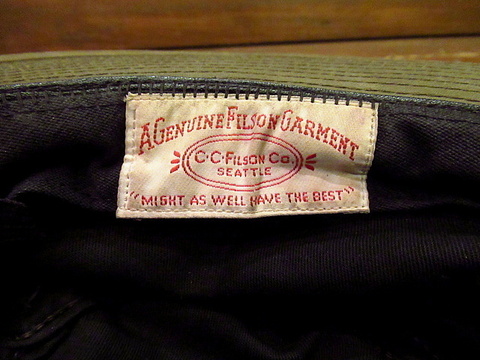 A GENUINE FILSON GARMENT
C·C·FILSON CO.
SEATTLE
"MIGHT AS WELL HAVE THE BEST"